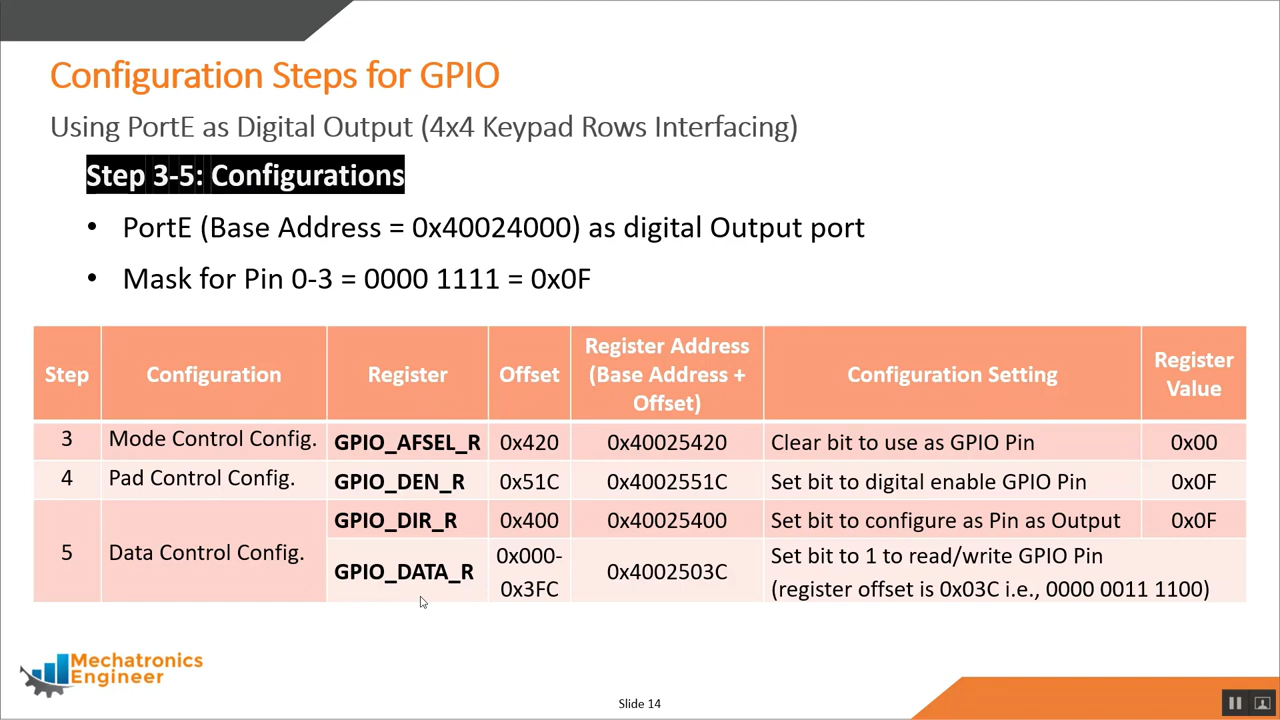 Configuration Steps for GPIO
Using PortE as Digital Output (4x4 Keypad Rows Interfacing)
Step 3-5: Configurations
• PortE (Base Address = 0x40024000) as digital Output port
• Mask for Pin 0-3 = 0000 1111 = 0x0F
Step Configuration Register Offset Register Address (Base Address + Offset) Configuration Setting Register Value
3 Mode Control Config. GPIO_AFSEL_R 0x420 0x40025420 Clear bit to use as GPIO Pin 0x00
4 Pad Control Config. GPIO_DEN_R 0x51C 0x4002551C Set bit to digital enable GPIO Pin 0x0F
5 Data Control Config. GPIO_DIR_R 0x400 0x40025400 Set bit to configure as Pin as Output 0x0F
GPIO_DATA_R 0x000-0x3FC 0x4002503C Set bit to 1 to read/write GPIO Pin
(register offset is 0x03C i.e., 0000 0011 1100)
Mechatronics
Engineer
Slide 14